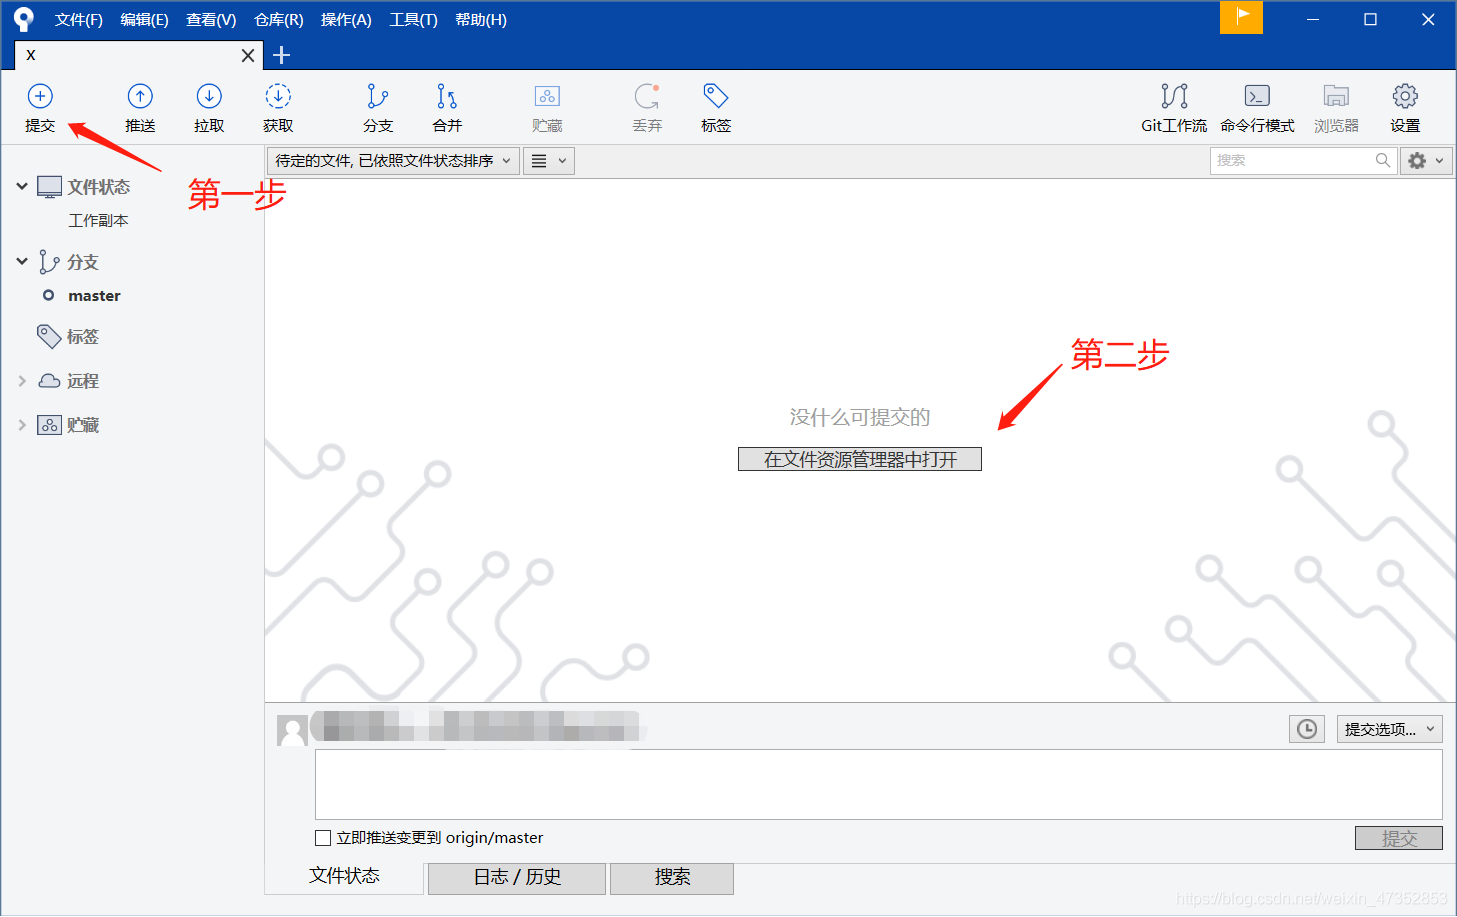 文件(F) 编辑(E) 查看(V) 仓库(R) 操作(A) 工具(T) 帮助(H)
X
提交 推送 拉取 获取 分支 合并 贮藏 丢弃 标签 Git工作流 命令行模式 浏览器 设置
待定的文件, 已依照文件状态排序
搜索
第一步
文件状态
工作副本
分支
master
标签
远程
贮藏
第二步
没什么可提交的
在文件资源管理器中打开
提交选项...
立即推送变更到 origin/master
提交
文件状态 日志 / 历史 搜索
https://blog.csdn.net/weixin_47352853